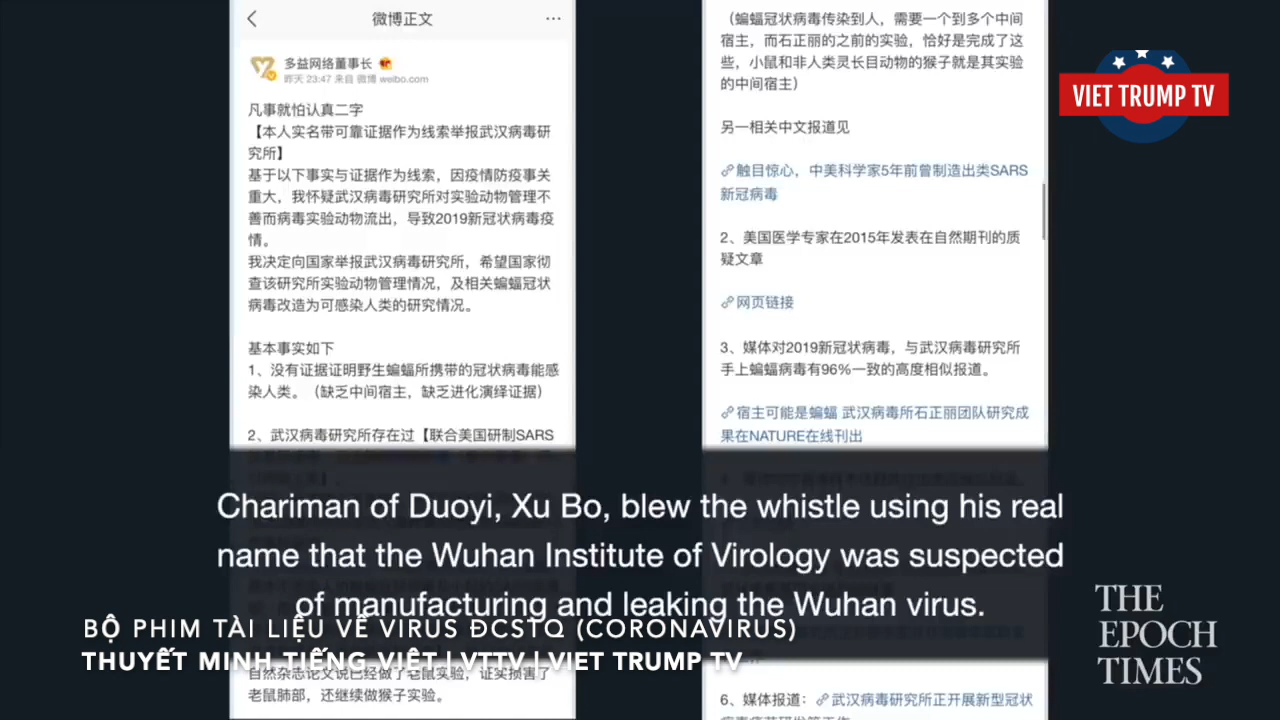 微博正文
多益网络董事长
昨天 23:47 来自 微博 weibo.com
凡事就怕认真二字
【本人实名带可靠证据作为线索举报武汉病毒研
究所】
基于以下事实与证据作为线索，因疫情防疫事关
重大，我怀疑武汉病毒研究所对实验动物管理不
善而病毒实验动物流出，导致2019新冠状病毒疫
情。
我决定向国家举报武汉病毒研究所，希望国家彻
查该研究所实验动物管理情况，及相关蝙蝠冠状
病毒改造为可感染人类的研究情况。
基本事实如下
1、没有证据证明野生蝙蝠所携带的冠状病毒能感
染人类。（缺乏中间宿主，缺乏进化演绎证据）
2、武汉病毒研究所存在过【联合美国研制SARS
自然杂志论文说已经做了老鼠实验，证实损害了
老鼠肺部，还继续做猴子实验。
（蝙蝠冠状病毒传染到人，需要一个到多个中间
宿主，而石正丽的之前的实验，恰好是完成了这
些，小鼠和非人类灵长目动物的猴子就是其实验
的中间宿主）
另一相关中文报道见
触目惊心，中美科学家5年前曾制造出类SARS
新冠病毒
2、美国医学专家在2015年发表在自然期刊的质
疑文章
网页链接
3、媒体对2019新冠状病毒，与武汉病毒研究所
手上蝙蝠病毒有96%一致的高度相似报道。
宿主可能是蝙蝠 武汉病毒所石正丽团队研究成
果在NATURE在线刊出
6、媒体报道：武汉病毒研究所正开展新型冠状
VIET TRUMP TV
Chariman of Duoyi, Xu Bo, blew the whistle using his real
name that the Wuhan Institute of Virology was suspected
of manufacturing and leaking the Wuhan virus.
BỘ PHIM TÀI LIỆU VỀ VIRUS ĐCSTQ (CORONAVIRUS)
THUYẾT MINH TIẾNG VIỆT | VTTV | VIET TRUMP TV
THE
EPOCH
TIMES